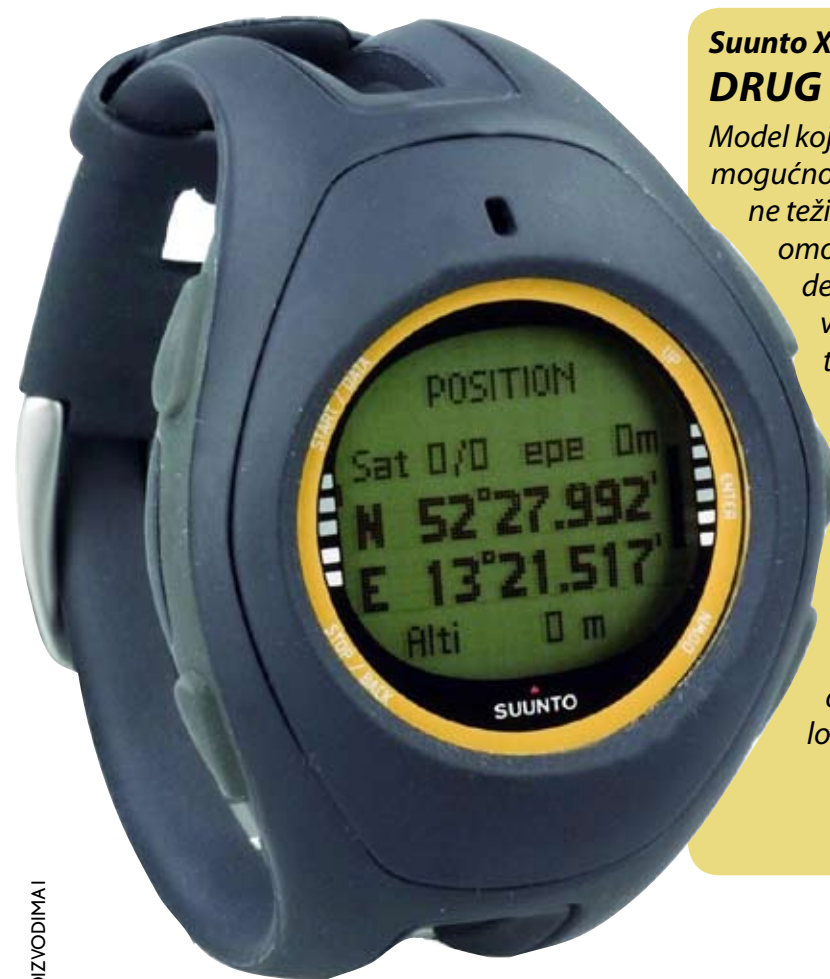 Suunto X
DRUG
Model koj
mogućno
ne teži
omo
de
v
t
lo
START / DATA
UP
ENTER
DOWN
STOP / BACK
POSITION
Sat 0/0 epe 0m
N 52°27.992'
E 13°21.517'
Alti 0 m
SUUNTO
IZVODIMA I